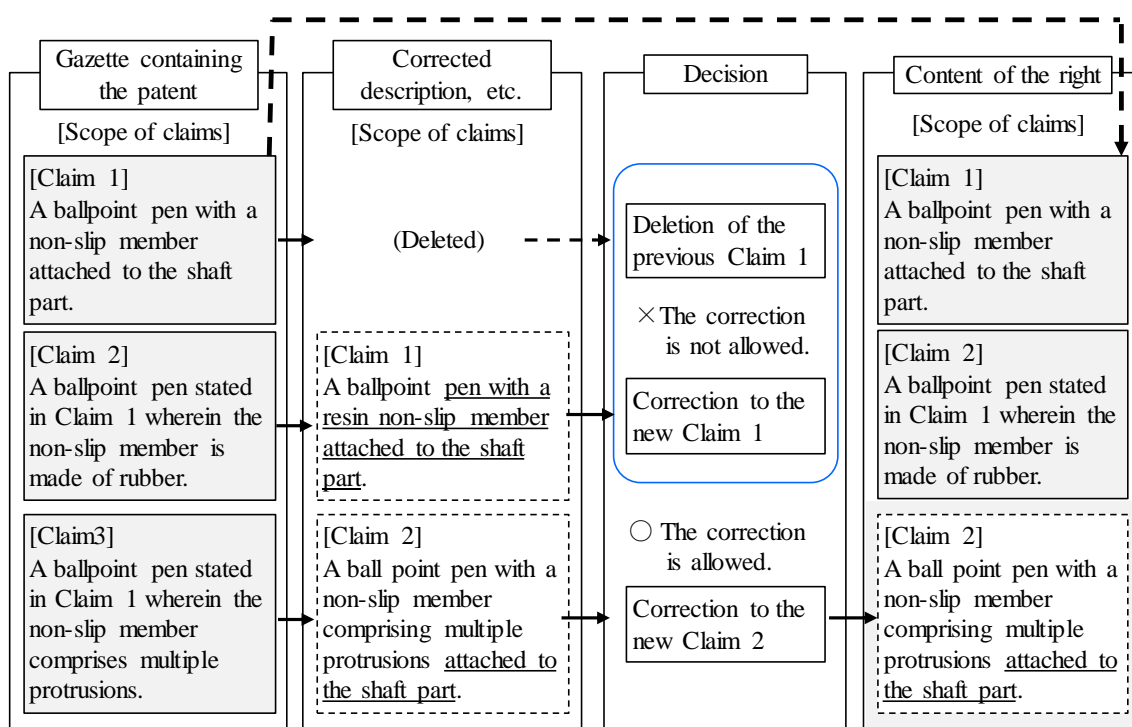 Gazette containing
the patent
[Scope of claims]
[Claim 1]
A ballpoint pen with a
non-slip member
attached to the shaft
part.
[Claim 2]
A ballpoint pen stated
in Claim 1 wherein the
non-slip member is
made of rubber.
[Claim3]
A ballpoint pen stated
in Claim 1 wherein the
non-slip member
comprises multiple
protrusions.
Corrected
description, etc.
[Scope of claims]
(Deleted)
[Claim 1]
A ballpoint pen with a
resin non-slip member
attached to the shaft
part.
[Claim 2]
A ball point pen with a
non-slip member
comprising multiple
protrusions attached to
the shaft part.
Decision
Deletion of the
previous Claim 1
× The correction
is not allowed.
Correction to the
new Claim 1
○ The correction
is allowed.
Correction to the
new Claim 2
Content of the right
[Scope of claims]
[Claim 1]
A ballpoint pen with a
non-slip member
attached to the shaft
part.
[Claim 2]
A ballpoint pen stated
in Claim 1 wherein the
non-slip member is
made of rubber.
[Claim 2]
A ball point pen with a
non-slip member
comprising multiple
protrusions attached to
the shaft part.